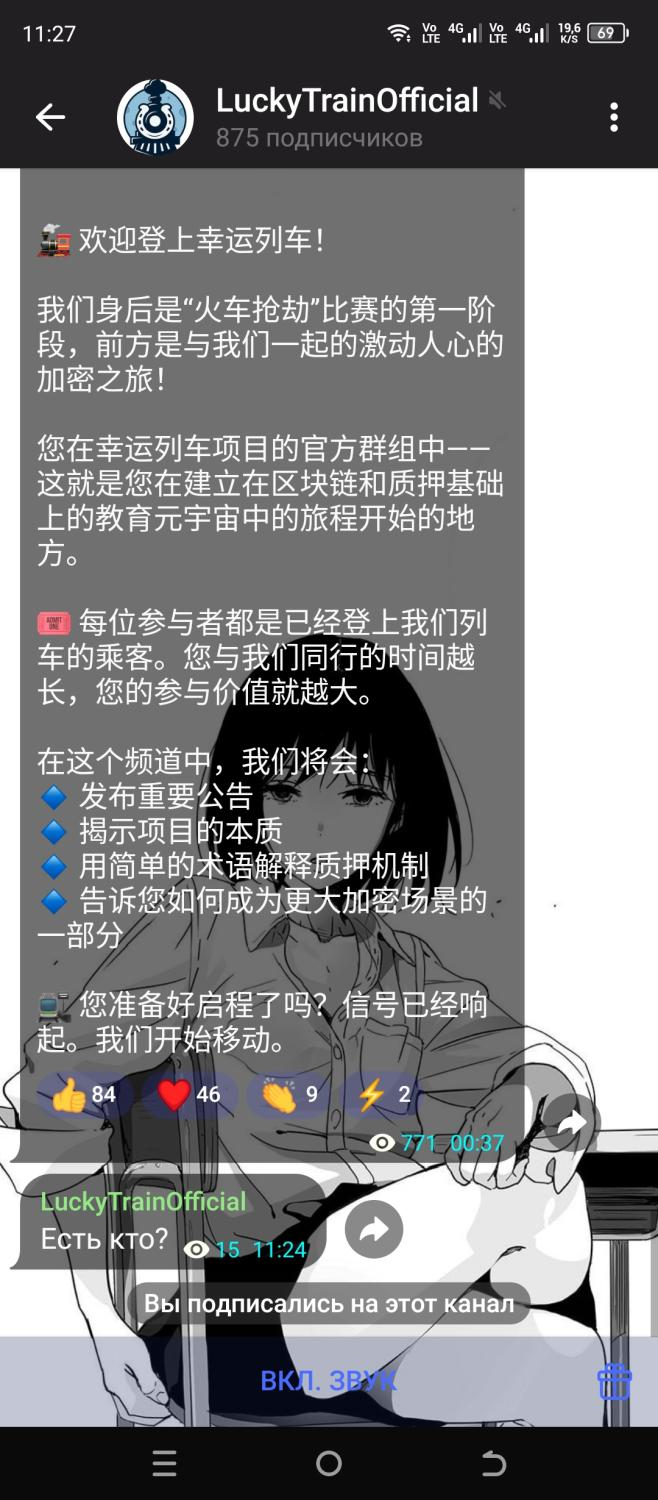 11:27
Vo LTE 4G Vo LTE 4G 19,6 K/S 69
LuckyTrainOfficial
875 подписчиков
🚂 欢迎登上幸运列车！
我们身后是“火车抢劫”比赛的第一阶
段，前方是与我们一起的激动人心的
加密之旅！
您在幸运列车项目的官方群组中——
这就是您在建立在区块链和质押基础
上的教育元宇宙中的旅程开始的地
方。
🎟 每位参与者都是已经登上我们列
车的乘客。您与我们同行的时间越
长，您的参与价值就越大。
在这个频道中，我们将会：
🔹 发布重要公告
🔹 揭示项目的本质
🔹 用简单的术语解释质押机制
🔹 告诉您如何成为更大加密场景的
一部分
🚉 您准备好启程了吗？信号已经响
起。我们开始移动。
👍 84 ❤️ 46 👏 9 ⚡ 2
771 00:37
LuckyTrainOfficial
Есть кто? 15 11:24
Вы подписались на этот канал
ВКЛ. ЗВУК